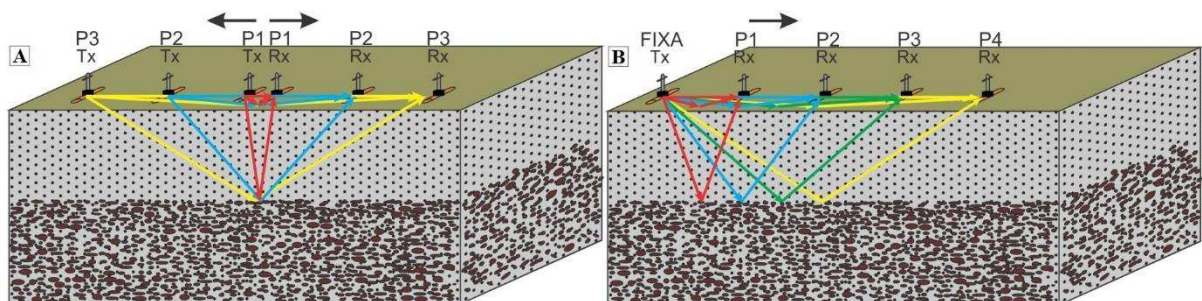 A
P3 P2 P1 P1 P2 P3
Tx Tx Tx Rx Rx Rx
B
FIXA P1 P2 P3 P4
Tx Rx Rx Rx Rx